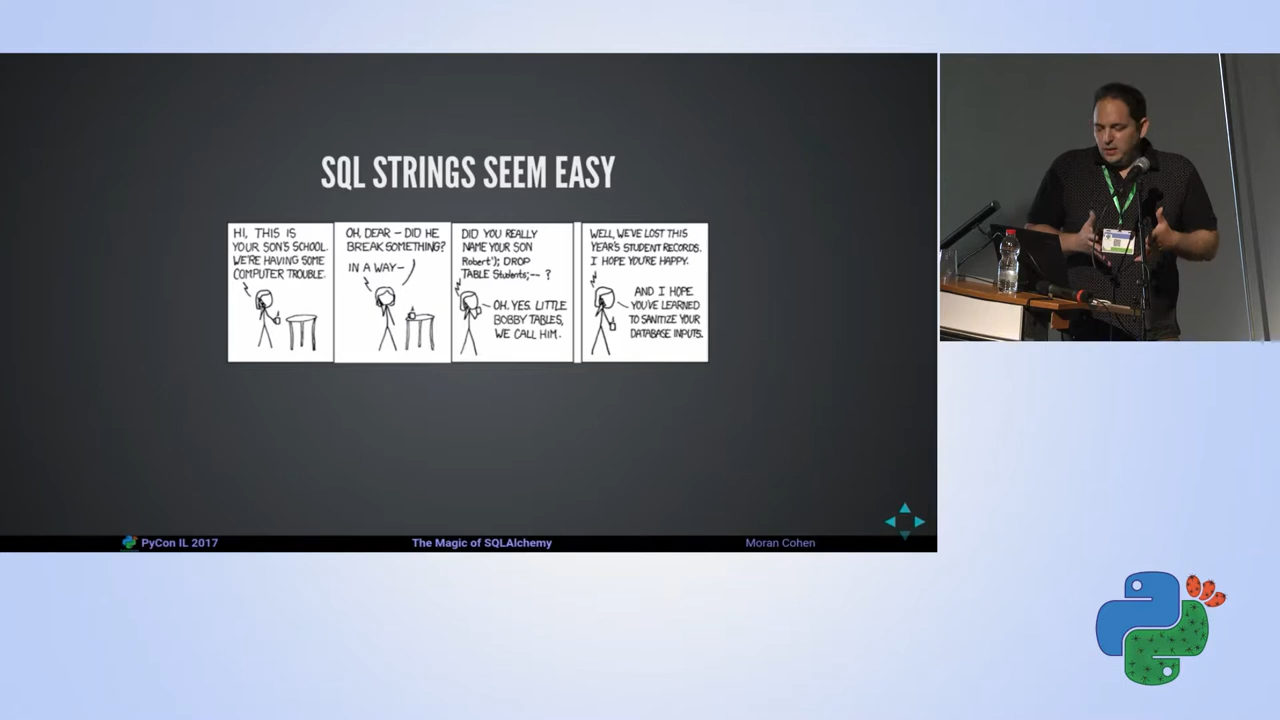 SQL STRINGS SEEM EASY
HI, THIS IS
YOUR SON'S SCHOOL.
WE'RE HAVING SOME
COMPUTER TROUBLE.
OH, DEAR – DID HE
BREAK SOMETHING?
IN A WAY–
DID YOU REALLY
NAME YOUR SON
Robert'); DROP
TABLE Students;-- ?
OH. YES. LITTLE
BOBBY TABLES,
WE CALL HIM.
WELL, WE'VE LOST THIS
YEAR'S STUDENT RECORDS.
I HOPE YOU'RE HAPPY.
AND I HOPE
YOU'VE LEARNED
TO SANITIZE YOUR
DATABASE INPUTS.
PyCon IL 2017
The Magic of SQLAlchemy
Moran Cohen